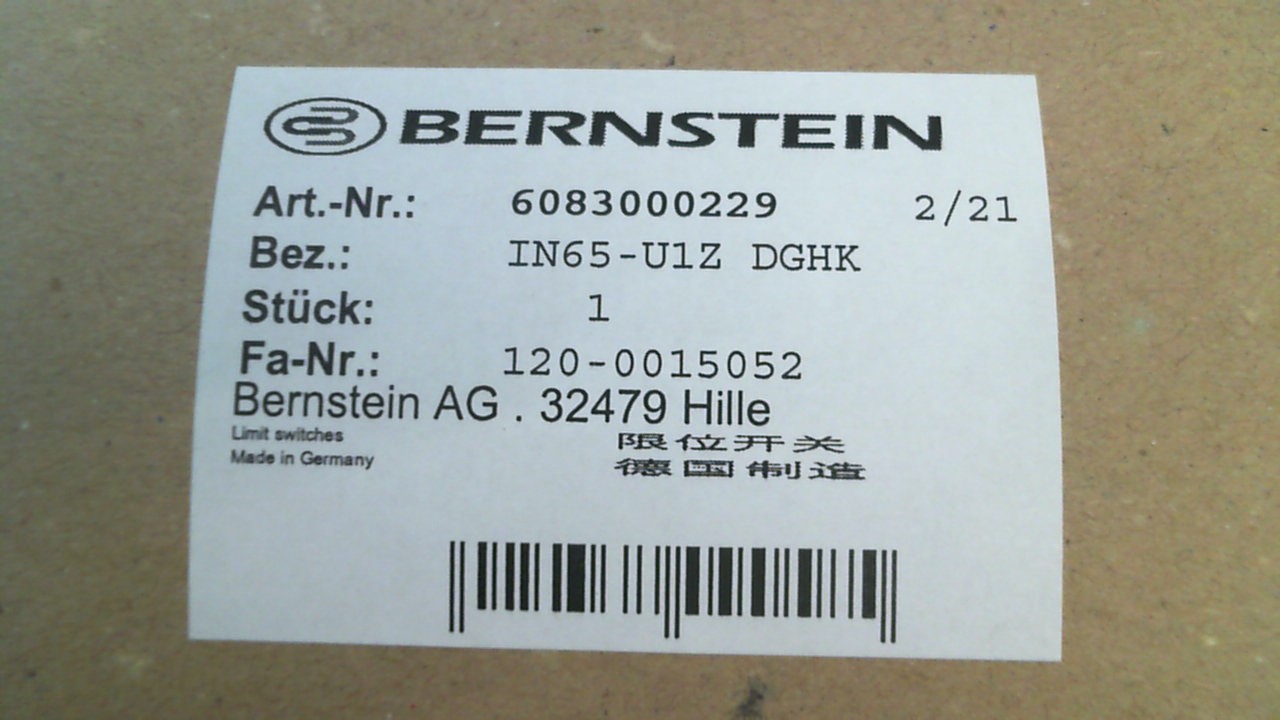 BERNSTEIN
Art.-Nr.: 6083000229 2/21
Bez.: IN65-U1Z DGHK
Stück: 1
Fa-Nr.: 120-0015052
Bernstein AG . 32479 Hille
Limit switches 限位开关
Made in Germany 德国制造